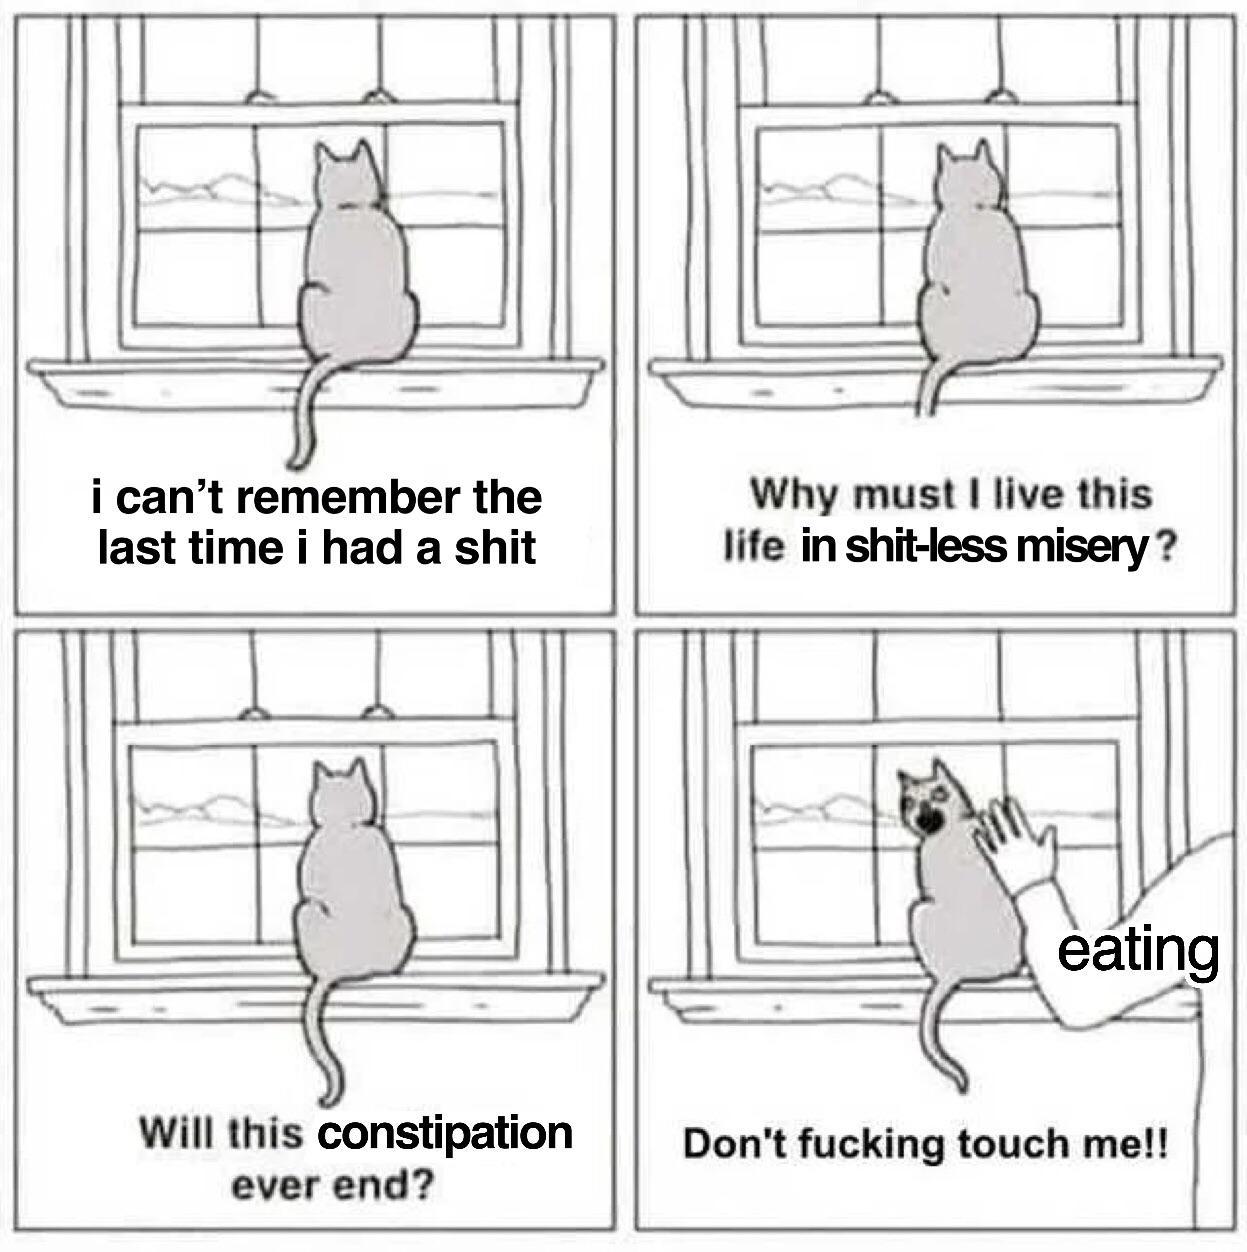 i can’t remember the
last time i had a shit
Why must I live this
life in shit-less misery?
Will this constipation
ever end?
eating
Don't fucking touch me!!